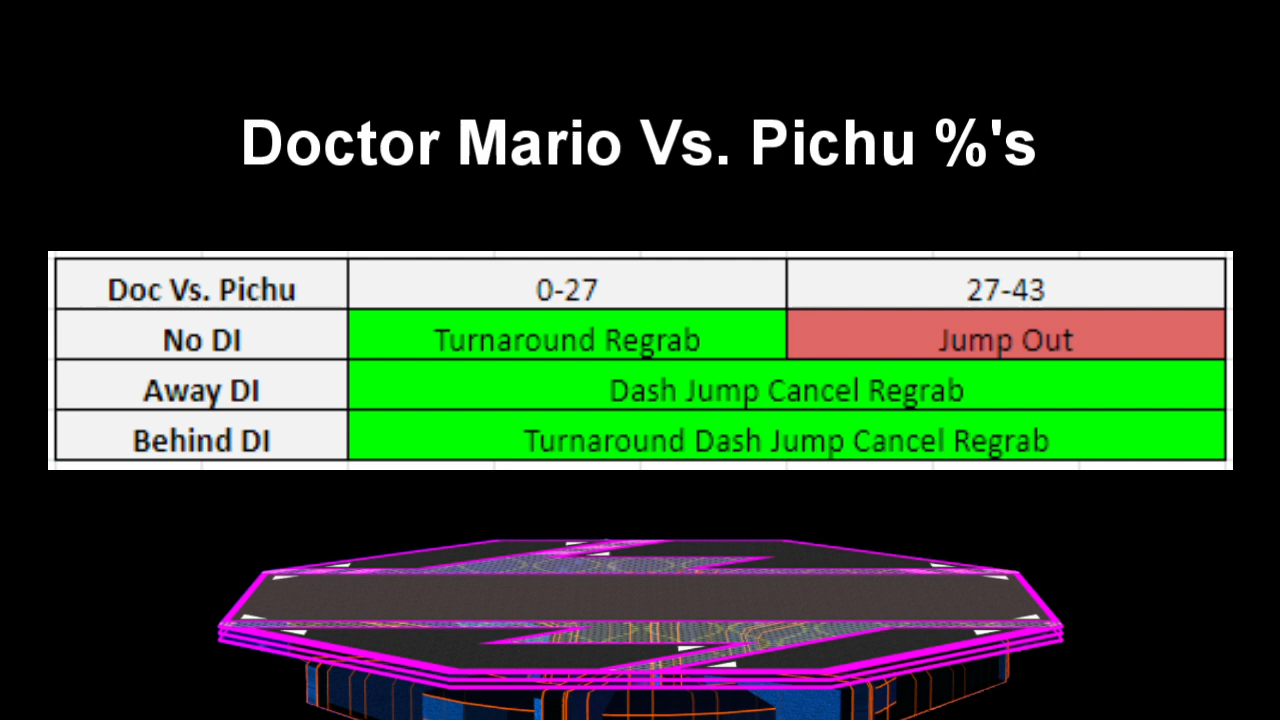 Doctor Mario Vs. Pichu %'s
Doc Vs. Pichu 0-27 27-43
No DI Turnaround Regrab Jump Out
Away DI Dash Jump Cancel Regrab
Behind DI Turnaround Dash Jump Cancel Regrab